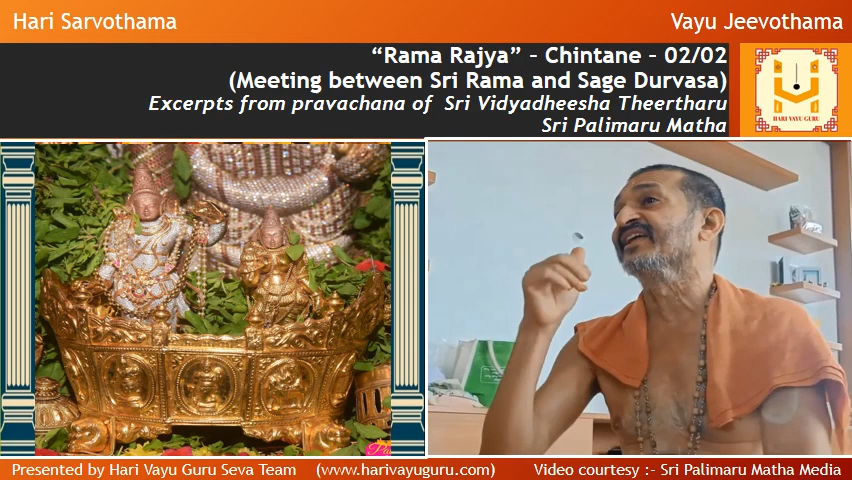 Hari Sarvothama
Vayu Jeevothama
“Rama Rajya” – Chintane – 02/02
(Meeting between Sri Rama and Sage Durvasa)
Excerpts from pravachana of Sri Vidyadheesha Theertharu
Sri Palimaru Matha
HARI VAYU GURU
Presented by Hari Vayu Guru Seva Team (www.harivayuguru.com)
Video courtesy :- Sri Palimaru Matha Media